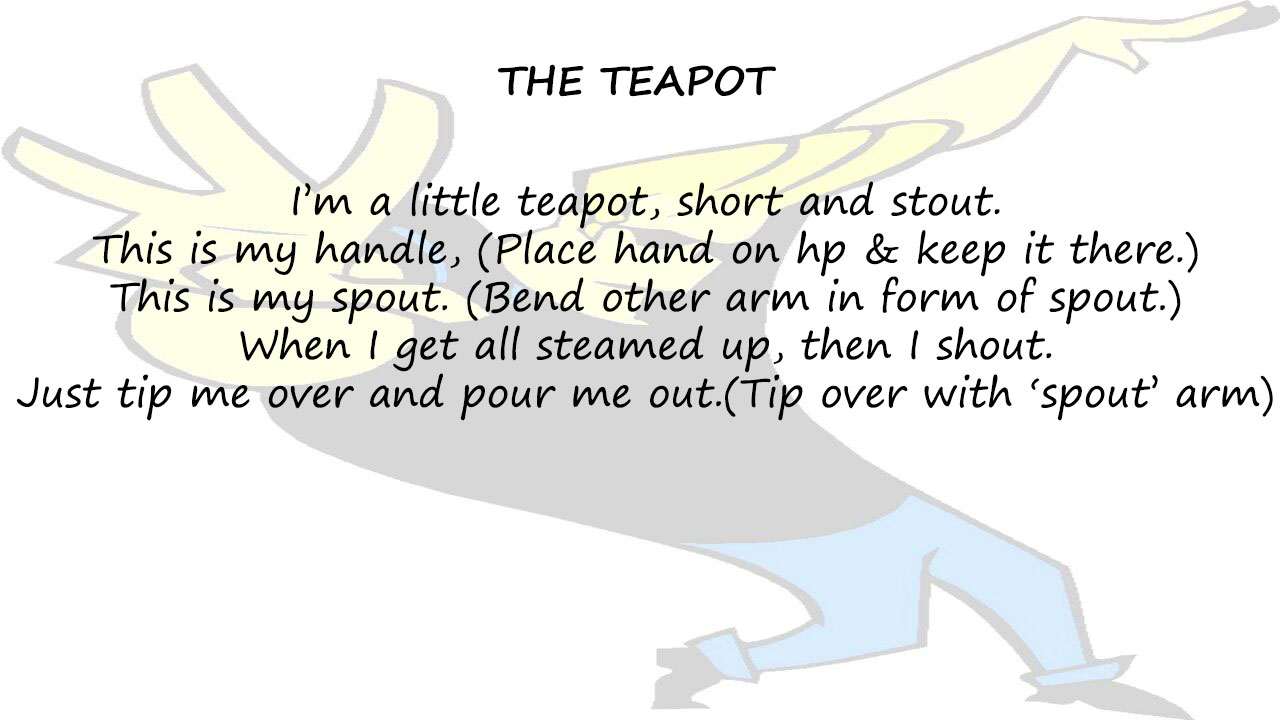 THE TEAPOT
I’m a little teapot, short and stout.
This is my handle, (Place hand on hp & keep it there.)
This is my spout. (Bend other arm in form of spout.)
When I get all steamed up, then I shout.
Just tip me over and pour me out.(Tip over with ‘spout’ arm)